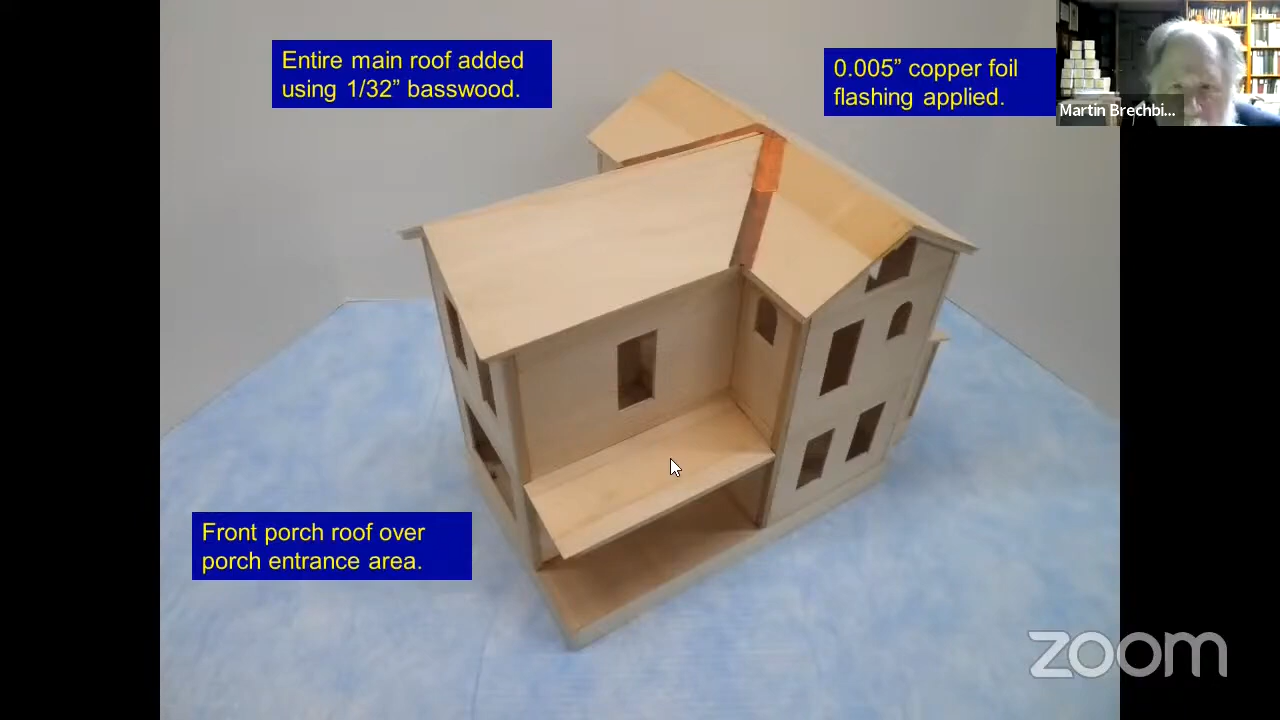 Entire main roof added
using 1/32” basswood.
0.005” copper foil
flashing applied.
Martin Brechbi...
Front porch roof over
porch entrance area.
zoom